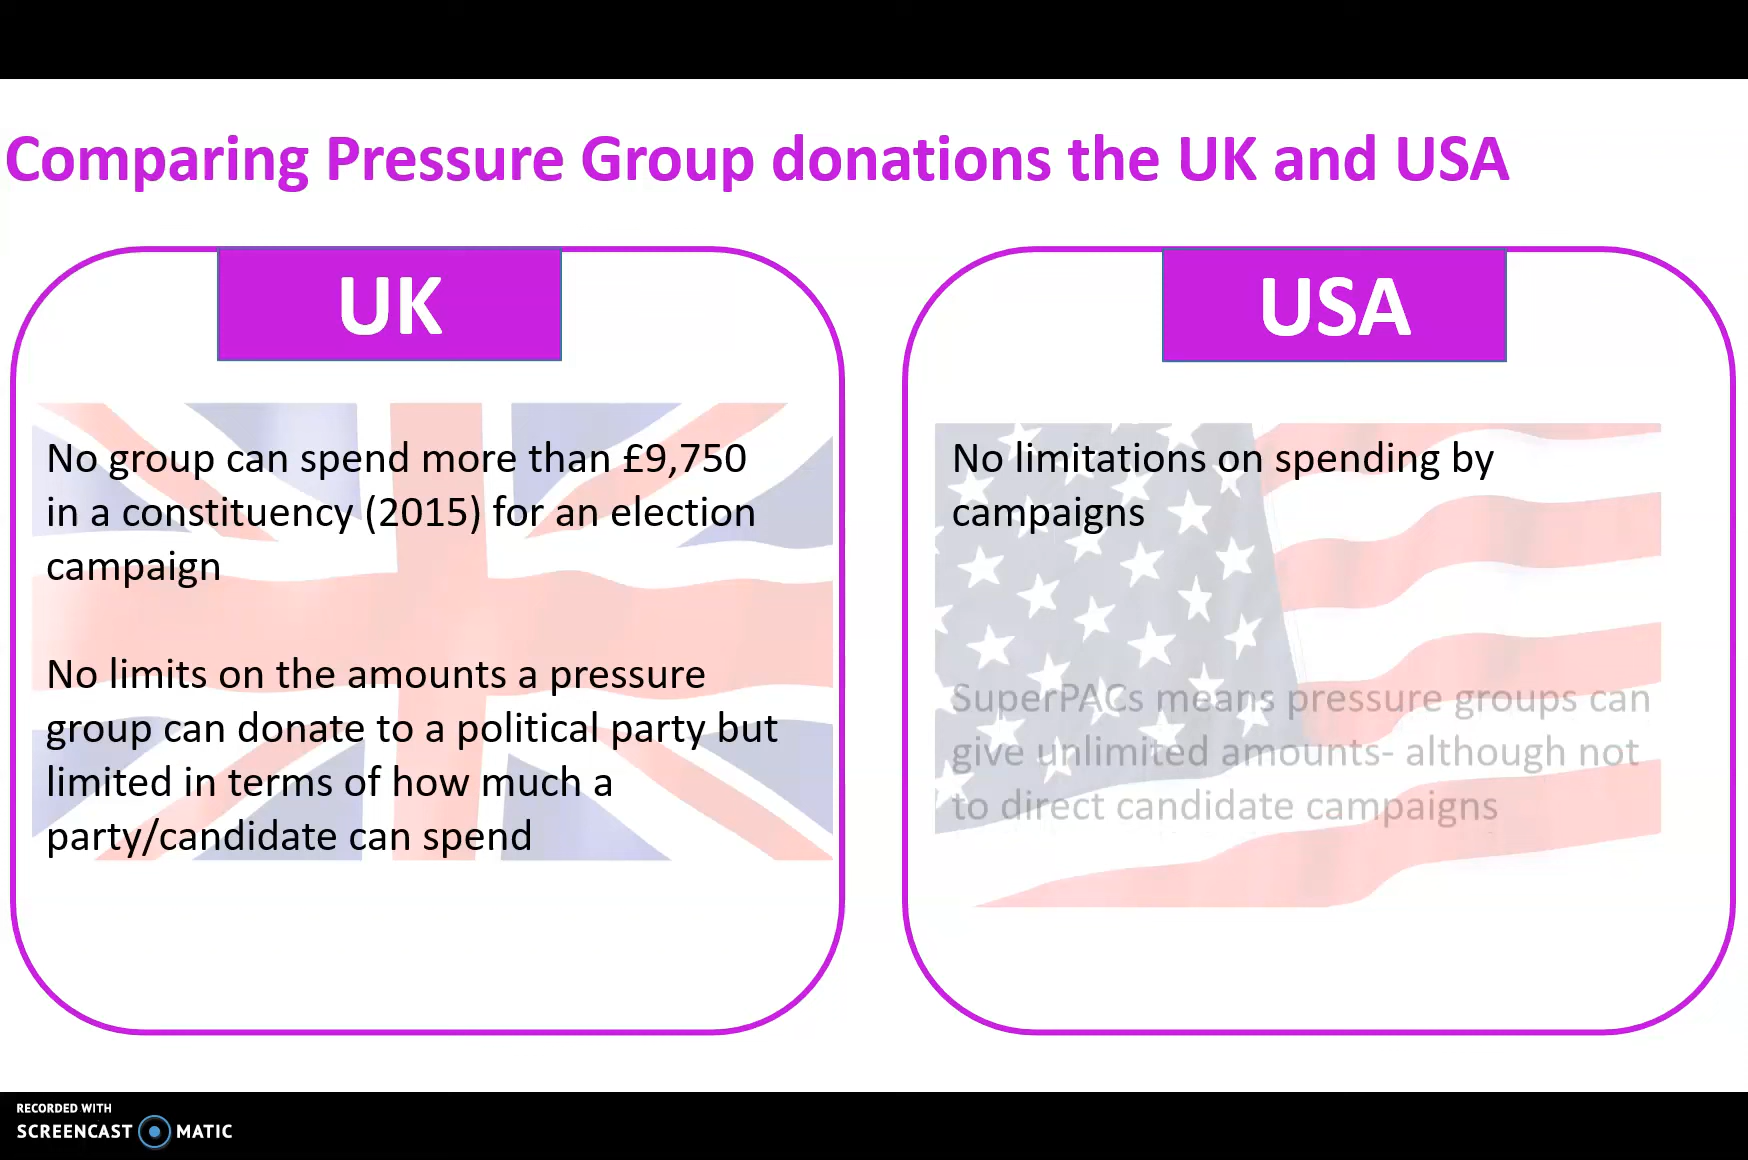 Comparing Pressure Group donations the UK and USA
UK
No group can spend more than £9,750
in a constituency (2015) for an election
campaign
No limits on the amounts a pressure
group can donate to a political party but
limited in terms of how much a
party/candidate can spend
USA
No limitations on spending by
campaigns
SuperPACs means pressure groups can
give unlimited amounts- although not
to direct candidate campaigns
RECORDED WITH
SCREENCAST MATIC